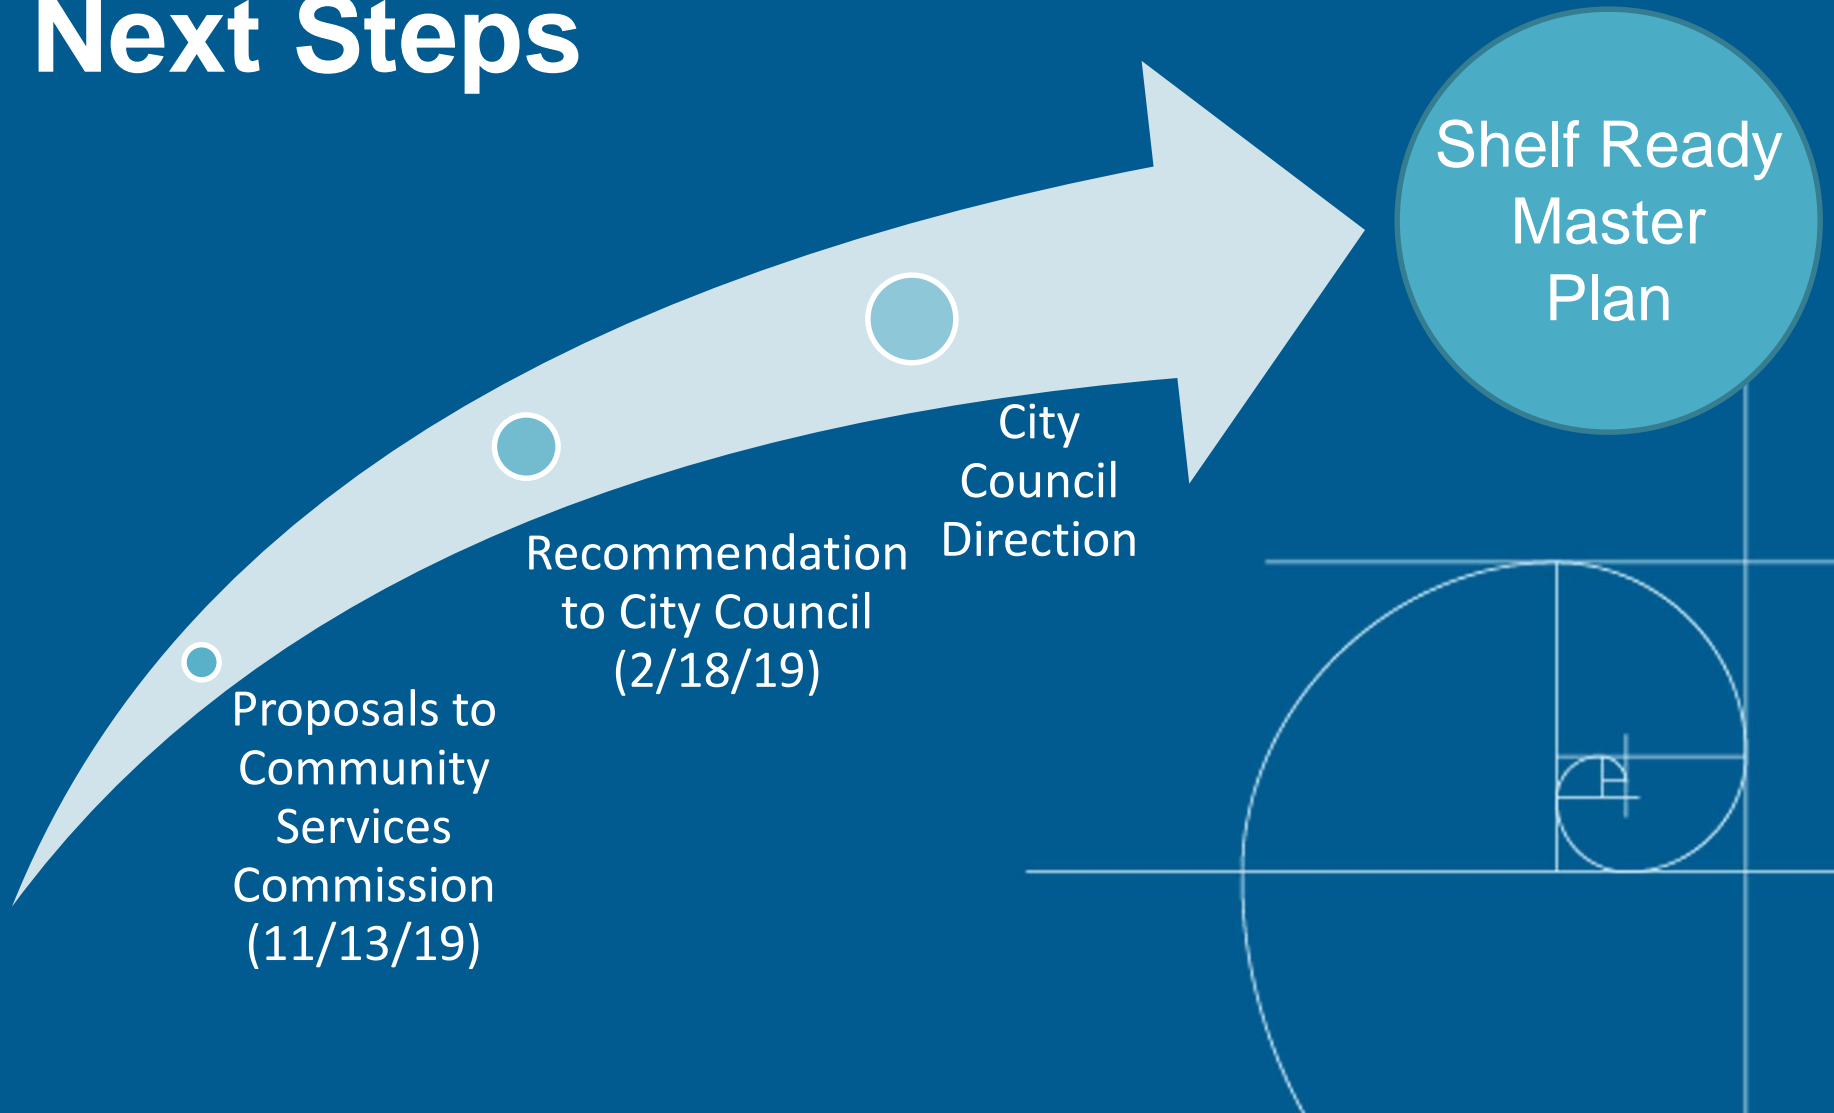 Next Steps
Proposals to
Community
Services
Commission
(11/13/19)
Recommendation
to City Council
(2/18/19)
City
Council
Direction
Shelf Ready
Master
Plan